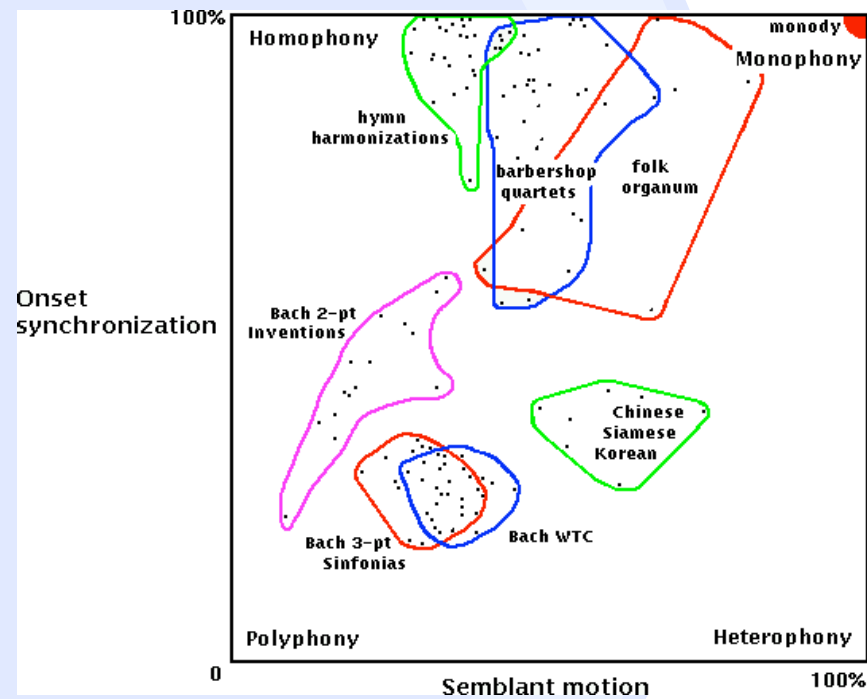 100%
monody
Homophony
Monophony
hymn
harmonizations
barbershop
quartets
folk
organum
Onset
synchronization
Bach 2-pt
Inventions
Chinese
Siamese
Korean
Bach 3-pt
Sinfonias
Bach WTC
Polyphony
Heterophony
0
Semblant motion
100%